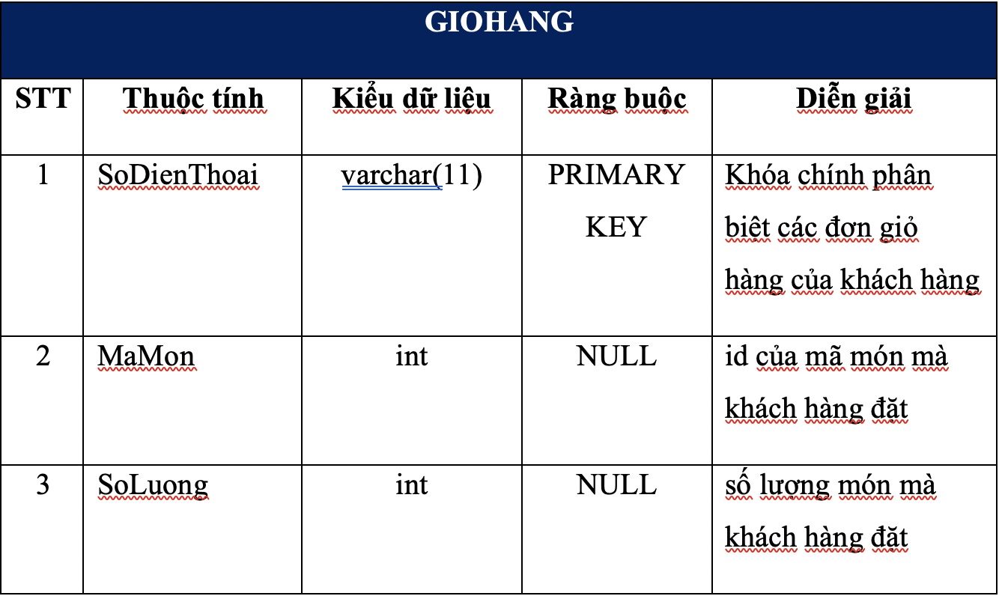 GIOHANG
STT Thuộc tính Kiểu dữ liệu Ràng buộc Diễn giải
1 SoDienThoai varchar(11) PRIMARY KEY Khóa chính phân
biệt các đơn giỏ
hàng của khách hàng
2 MaMon int NULL id của mã món mà
khách hàng đặt
3 SoLuong int NULL số lượng món mà
khách hàng đặt